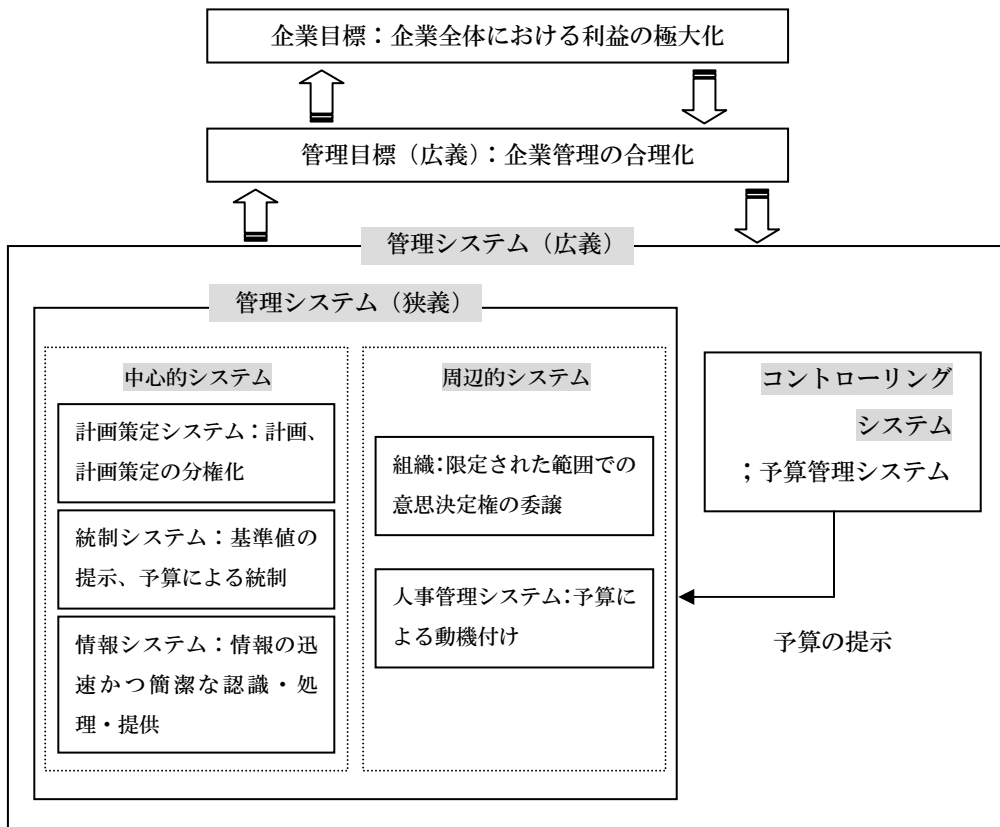 企業目標：企業全体における利益の極大化
管理目標（広義）：企業管理の合理化
管理システム（広義）
管理システム（狭義）
中心的システム
計画策定システム：計画、
計画策定の分権化
統制システム：基準値の
提示、予算による統制
情報システム：情報の迅
速かつ簡潔な認識・処
理・提供
周辺的システム
組織：限定された範囲での
意思決定権の委譲
人事管理システム：予算に
よる動機付け
コントローリング
システム
；予算管理システム
予算の提示